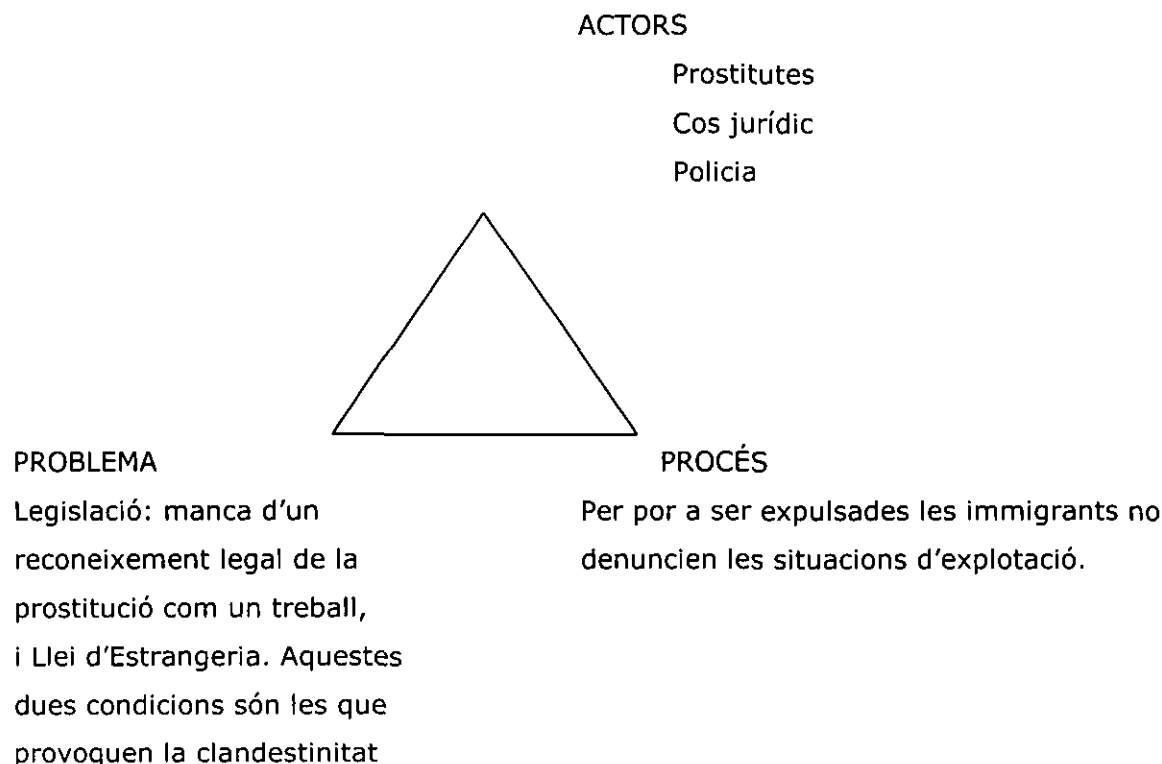 ACTORS
Prostitutes
Cos jurídic
Policia
PROBLEMA
Legislació: manca d'un
reconeixement legal de la
prostitució com un treball,
i Llei d'Estrangeria. Aquestes
dues condicions són les que
provoquen la clandestinitat
PROCÉS
Per por a ser expulsades les immigrants no
denuncien les situacions d'explotació.